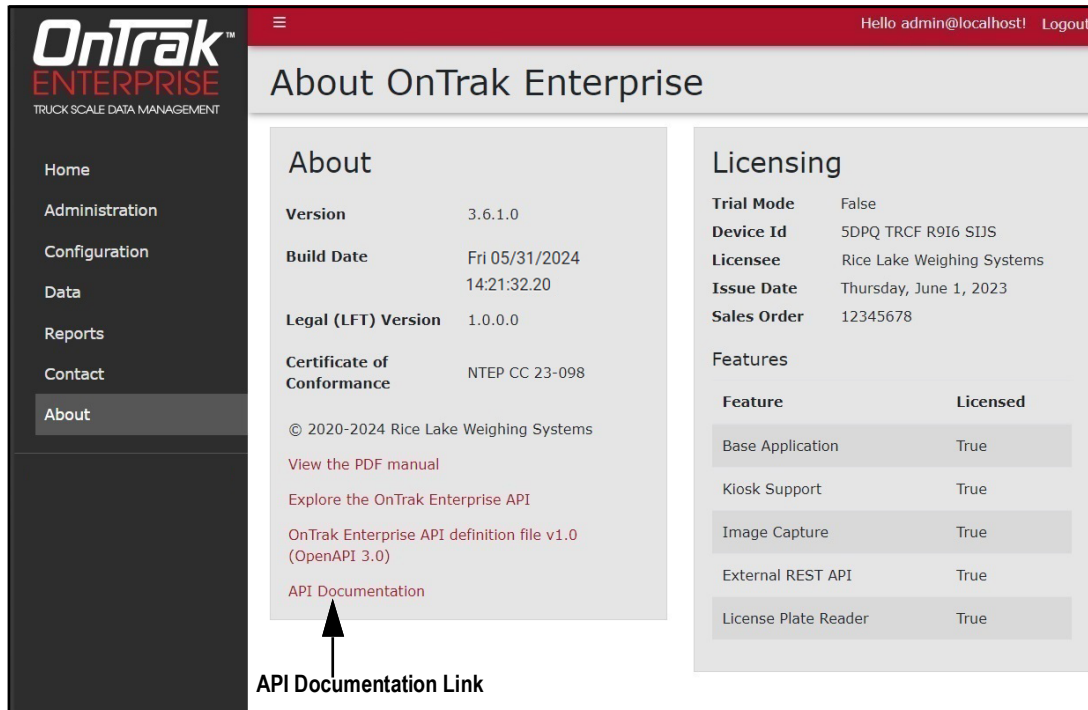 OnTrak™
ENTERPRISE
TRUCK SCALE DATA MANAGEMENT
Home
Administration
Configuration
Data
Reports
Contact
About
Hello admin@localhost! Logout
About OnTrak Enterprise
About
Version 3.6.1.0
Build Date Fri 05/31/2024
14:21:32.20
Legal (LFT) Version 1.0.0.0
Certificate of
Conformance NTEP CC 23-098
© 2020-2024 Rice Lake Weighing Systems
View the PDF manual
Explore the OnTrak Enterprise API
OnTrak Enterprise API definition file v1.0
(OpenAPI 3.0)
API Documentation
API Documentation Link
Licensing
Trial Mode False
Device Id 5DPQ TRCF R9I6 SIJS
Licensee Rice Lake Weighing Systems
Issue Date Thursday, June 1, 2023
Sales Order 12345678
Features
Feature Licensed
Base Application True
Kiosk Support True
Image Capture True
External REST API True
License Plate Reader True